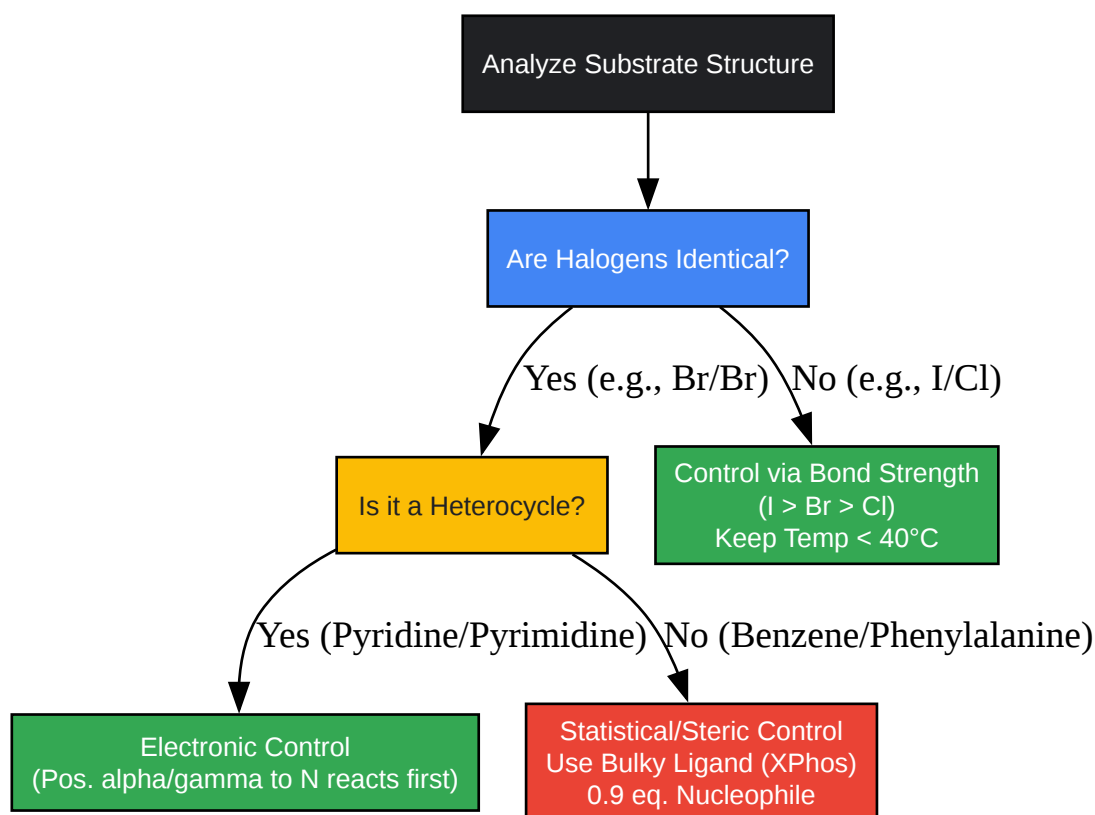 Analyze Substrate Structure
Are Halogens Identical?
Yes (e.g., Br/Br)
No (e.g., I/Cl)
Control via Bond Strength
(I > Br > Cl)
Keep Temp < 40°C
Is it a Heterocycle?
Yes (Pyridine/Pyrimidine)
No (Benzene/Phenylalanine)
Electronic Control
(Pos. alpha/gamma to N reacts first)
Statistical/Steric Control
Use Bulky Ligand (XPhos)
0.9 eq. Nucleophile